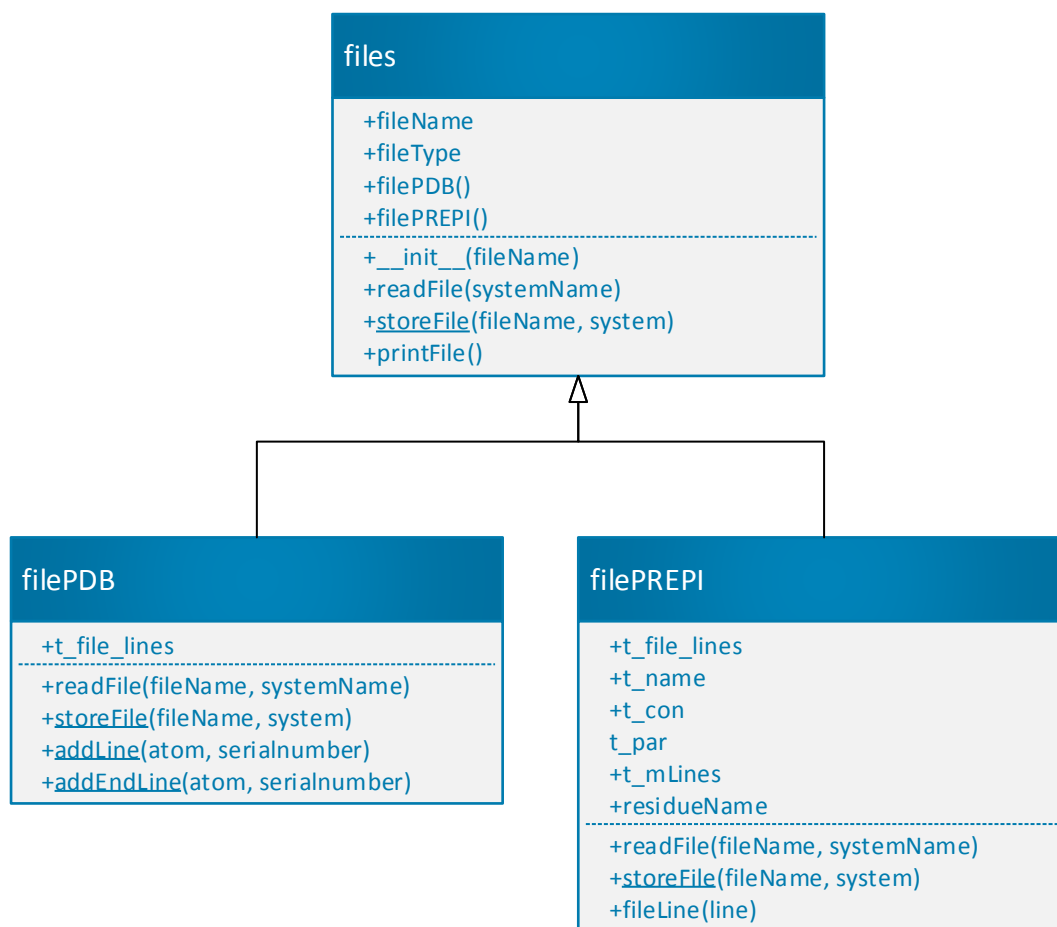 files
+fileName
+fileType
+filePDB()
+filePREPI()
+__init__(fileName)
+readFile(systemName)
+storeFile(fileName, system)
+printFile()
filePDB
+t_file_lines
+readFile(fileName, systemName)
+storeFile(fileName, system)
+addLine(atom, serialnumber)
+addEndLine(atom, serialnumber)
filePREPI
+t_file_lines
+t_name
+t_con
t_par
+t_mLines
+residueName
+readFile(fileName, systemName)
+storeFile(fileName, system)
+fileLine(line)